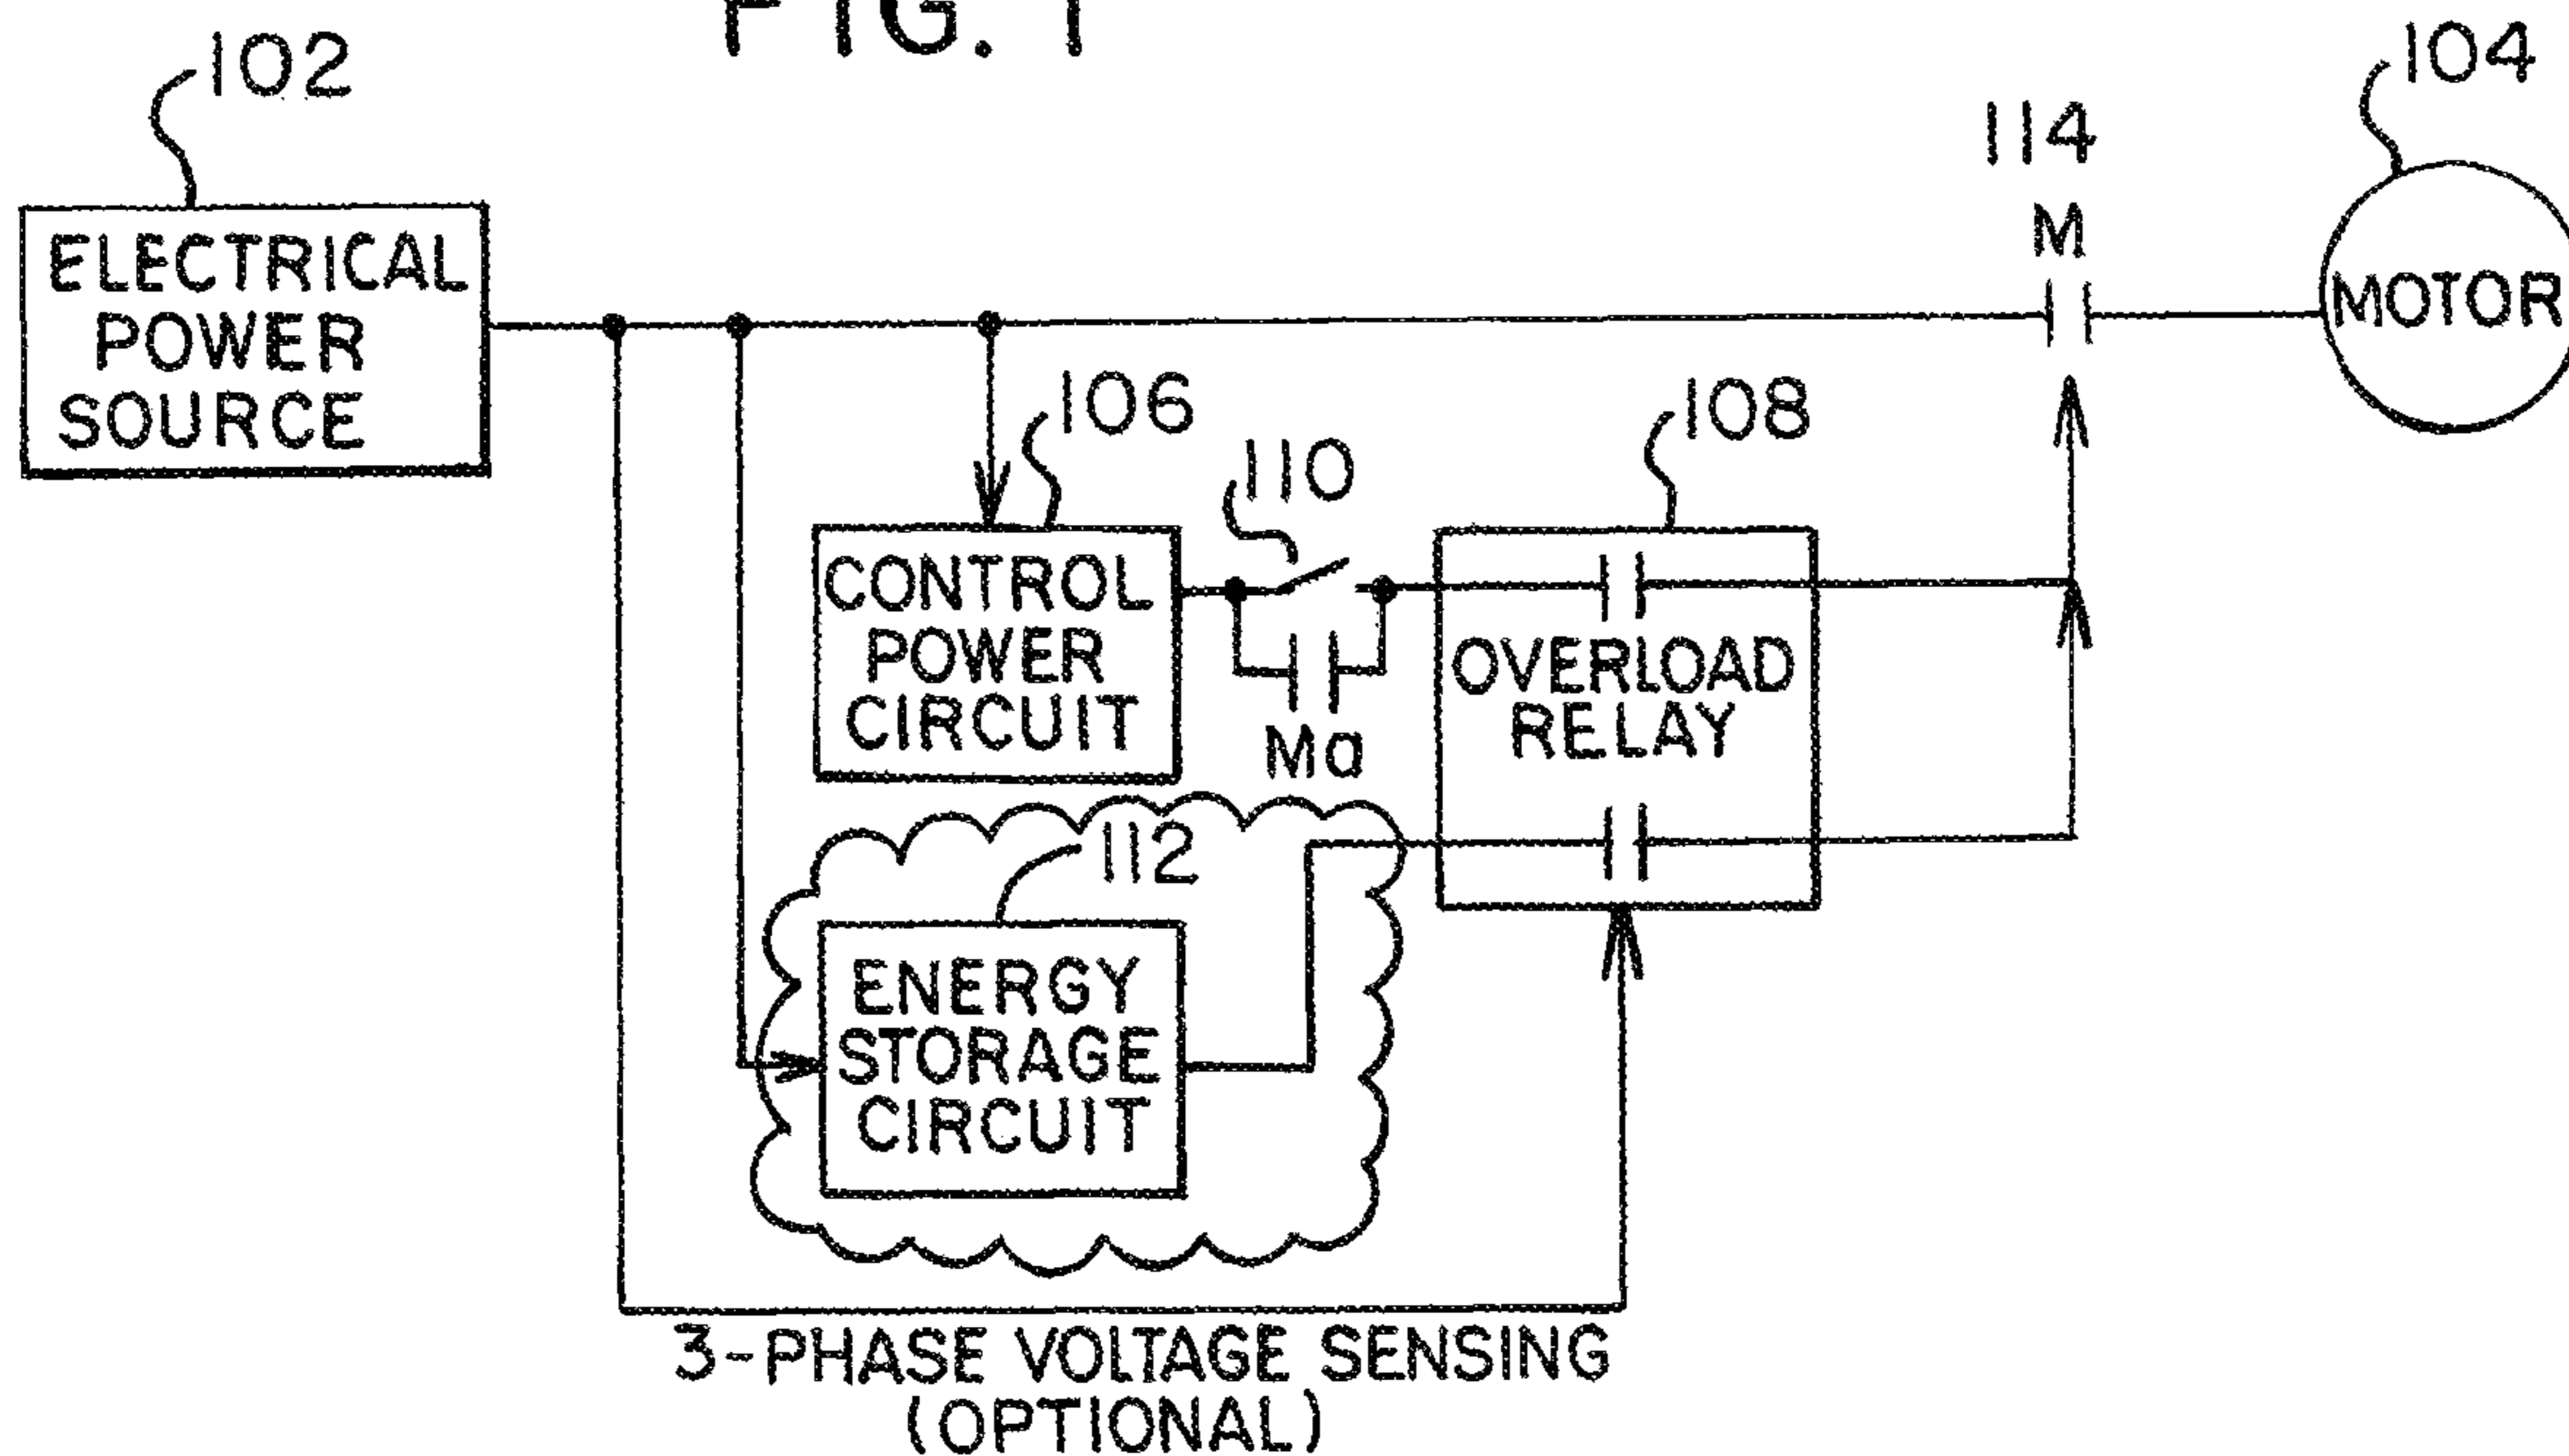 FIG. 1
102
104
114
M
ELECTRICAL
POWER
SOURCE
MOTOR
106
108
110
CONTROL
POWER
CIRCUIT
OVERLOAD
RELAY
Ma
112
ENERGY
STORAGE
CIRCUIT
3-PHASE VOLTAGE SENSING
(OPTIONAL)